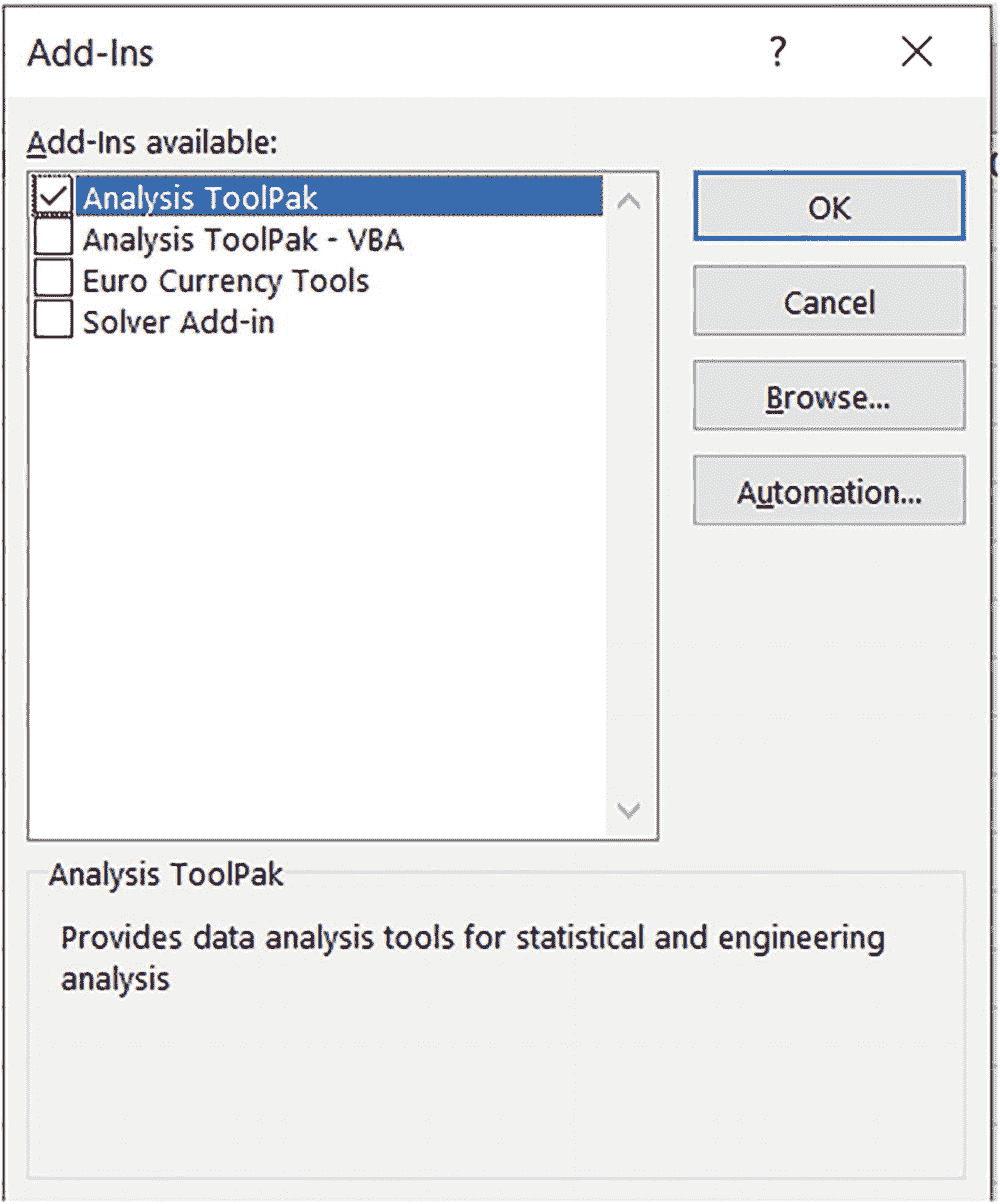 Add-Ins
?
Add-Ins available:
Analysis ToolPak
Analysis ToolPak - VBA
Euro Currency Tools
Solver Add-in
OK
Cancel
Browse...
Automation...
Analysis ToolPak
Provides data analysis tools for statistical and engineering
analysis